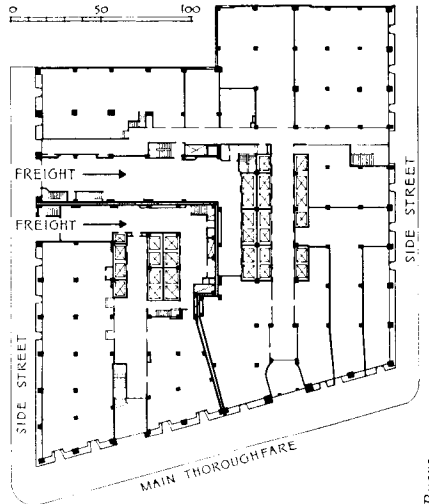 0 50 100
FREIGHT
FREIGHT
SIDE STREET
SIDE STREET
MAIN THOROUGHFARE